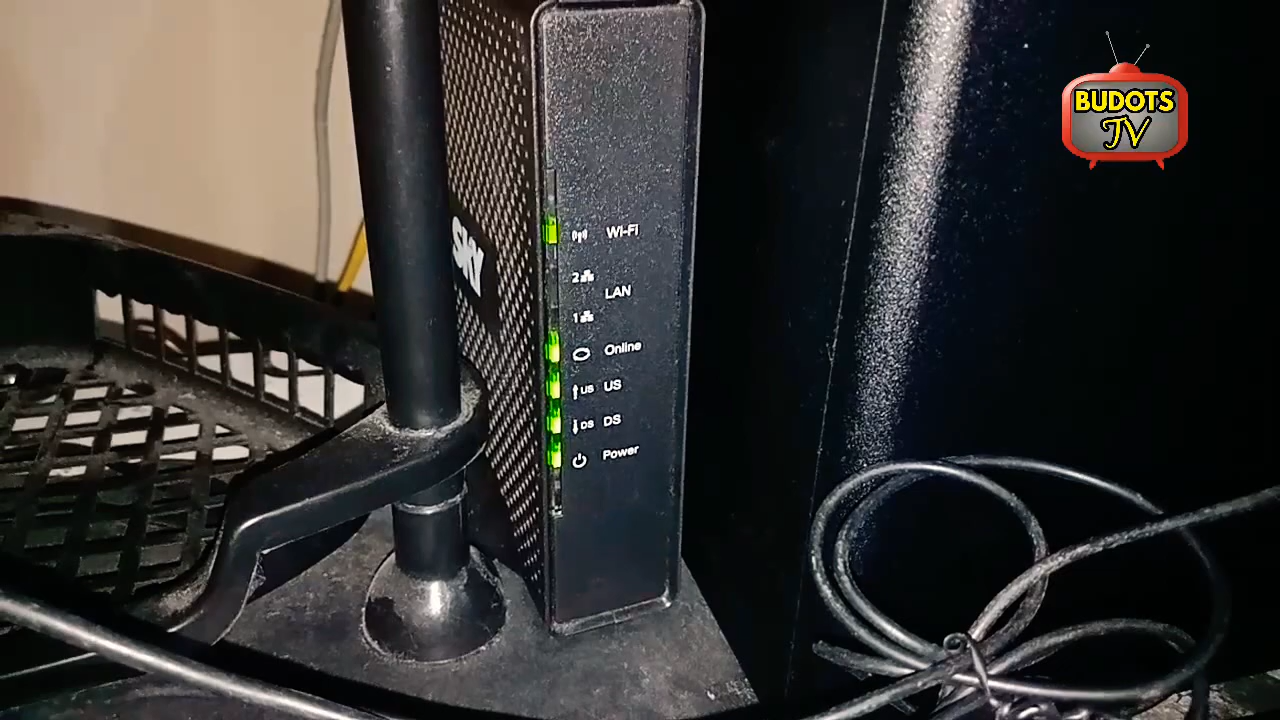 BUDOTS
TV
SKY
Wi-Fi
2
LAN
1
Online
US US
DS DS
Power